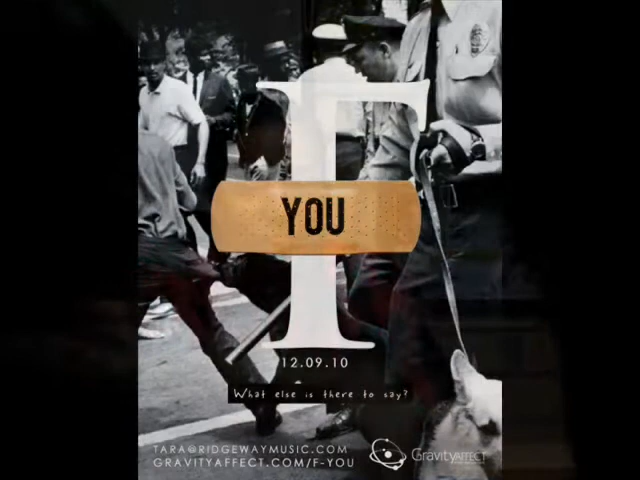 F
YOU
12.09.10
What else is there to say?
TARA@RIDGEWAYMUSIC.COM
GRAVITYAFFECT.COM/F-YOU
GravityAFFECT